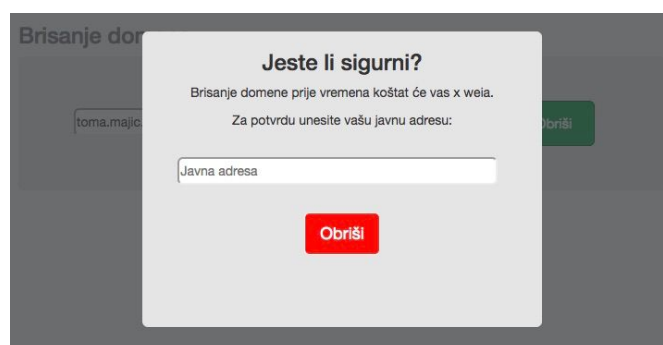 Brisanje dom
Jeste li sigurni?
Brisanje domene prije vremena koštat će vas x weia.
Za potvrdu unesite vašu javnu adresu:
toma.majic.
Obriši
Javna adresa
Obriši